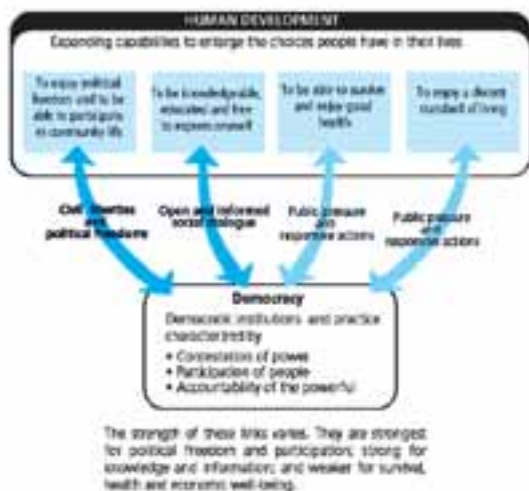 HUMAN DEVELOPMENT
Expanding capabilities to enlarge the choices people have in their lives
To enjoy political
freedom and to be
able to participate
in community life
To be knowledgeable,
educated and free
to express oneself
To be able to survive
and enjoy good
health
To enjoy a decent
standard of living
Civil liberties
and
political freedoms
Open and informed
social dialogue
Public pressure
and
responsive actions
Public pressure
and
responsive actions
Democracy
Democratic institutions and practice
characterized by
• Contestation of power
• Participation of people
• Accountability of the powerful
The strength of these links varies. They are strongest
for political freedom and participation; strong for
knowledge and information; and weaker for survival,
health and economic well-being.